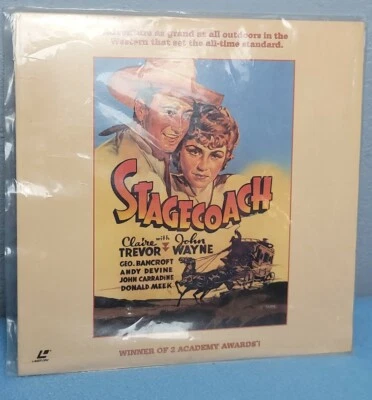 as grand as all outdoors in the
Western that set the all-time standard.
STAGECOACH
Claire with John
TREVOR WAYNE
GEO. BANCROFT
ANDY DEVINE
JOHN CARRADINE
DONALD MEEK
WINNER OF 2 ACADEMY AWARDS!